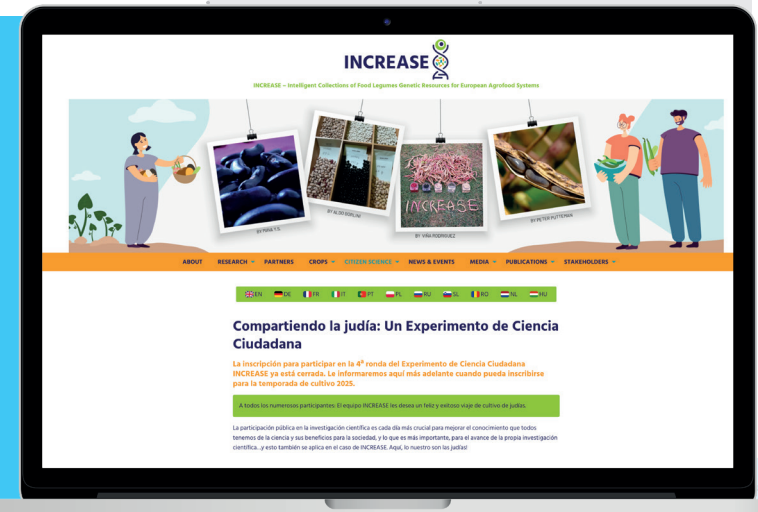 INCREASE
INCREASE – Intelligent Collections of Food Legumes Genetic Resources for European Agrofood Systems
BY PANA Y.S.
BY ALDO BORLINI
INCREASE
BY VIÑA RODRIGUEZ
BY PETER PUTTEMAN
ABOUT RESEARCH PARTNERS CROPS CITIZEN SCIENCE NEWS & EVENTS MEDIA PUBLICATIONS STAKEHOLDERS
EN DE FR IT PT PL RU SL RO NL HU
Compartiendo la judía: Un Experimento de Ciencia
Ciudadana
La inscripción para participar en la 4ª ronda del Experimento de Ciencia Ciudadana
INCREASE ya está cerrada. Le informaremos aquí más adelante cuando pueda inscribirse
para la temporada de cultivo 2025.
A todos los numerosos participantes: El equipo INCREASE les desea un feliz y exitoso viaje de cultivo de judías.
La participación pública en la investigación científica es cada día más crucial para mejorar el conocimiento que todos
tenemos de la ciencia y sus beneficios para la sociedad, y lo que es más importante, para el avance de la propia investigación
científica...y esto también se aplica en el caso de INCREASE. Aquí, lo nuestro son las judías!